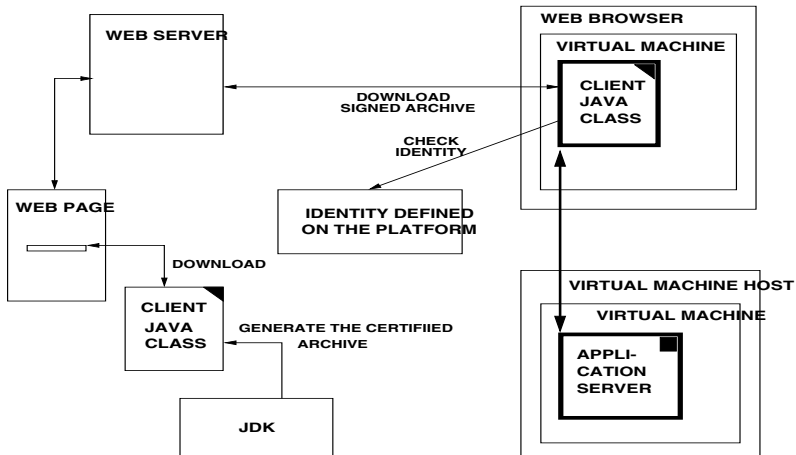 WEB SERVER
WEB BROWSER
VIRTUAL MACHINE
CLIENT
JAVA
CLASS
DOWNLOAD
SIGNED ARCHIVE
CHECK
IDENTITY
WEB PAGE
IDENTITY DEFINED
ON THE PLATFORM
DOWNLOAD
CLIENT
JAVA
CLASS
GENERATE THE CERTIFIIED
ARCHIVE
JDK
VIRTUAL MACHINE HOST
VIRTUAL MACHINE
APPLI-
CATION
SERVER